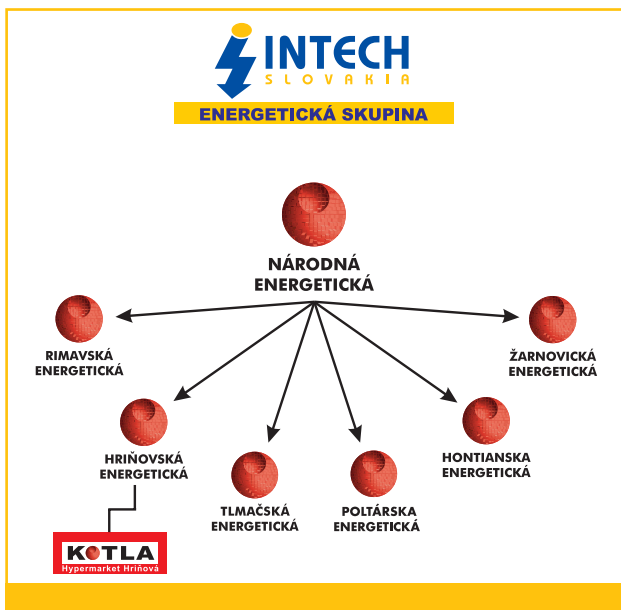 INTECH
SLOVAKIA
ENERGETICKÁ SKUPINA
NÁRODNÁ
ENERGETICKÁ
RIMAVSKÁ
ENERGETICKÁ
ŽARNOVICKÁ
ENERGETICKÁ
HRIŇOVSKÁ
ENERGETICKÁ
HONTIANSKA
ENERGETICKÁ
TLMAČSKÁ
ENERGETICKÁ
POLTÁRSKA
ENERGETICKÁ
KOTLA
Hypermarket Hriňová